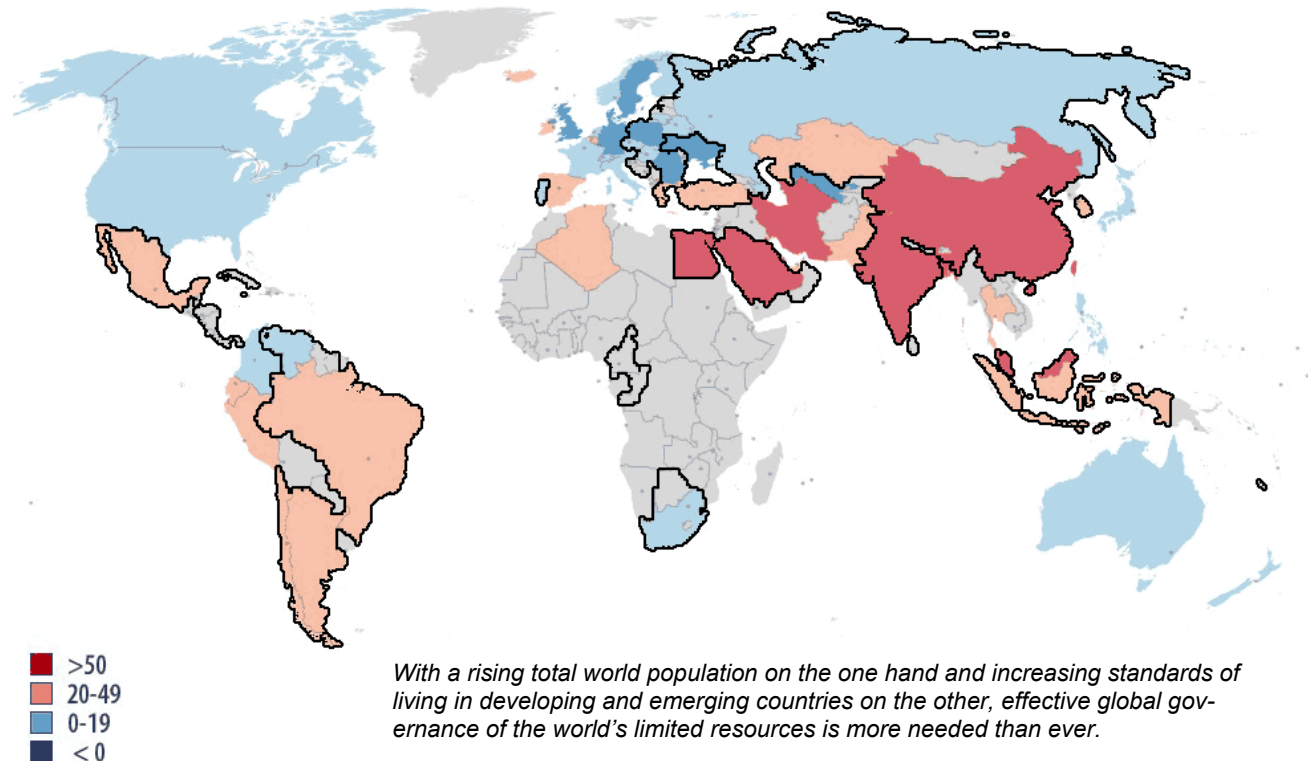 >50
20-49
0-19
< 0
With a rising total world population on the one hand and increasing standards of
living in developing and emerging countries on the other, effective global gov-
ernance of the world's limited resources is more needed than ever.